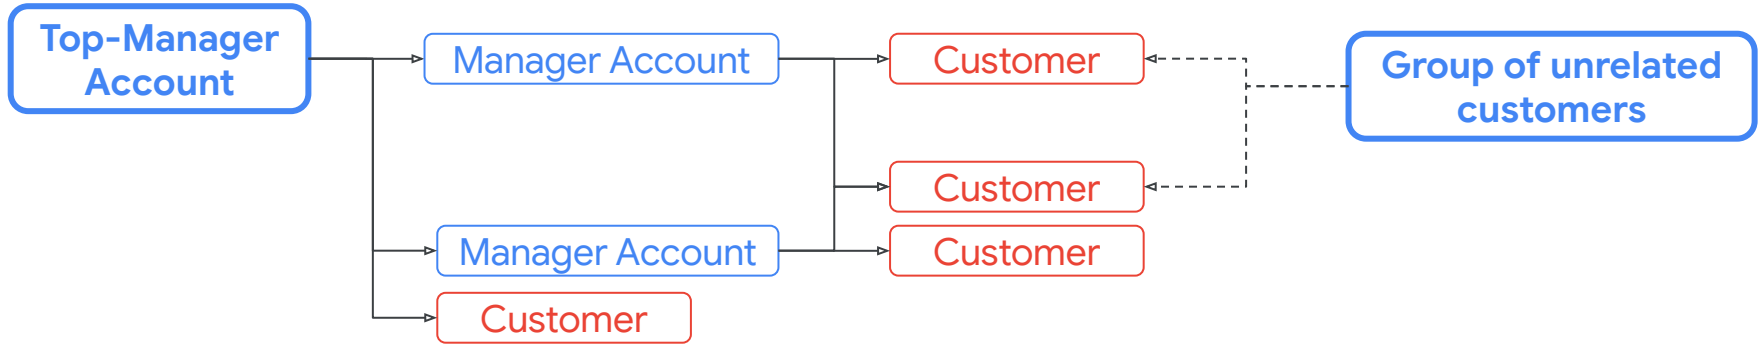 Top-Manager
Account
Manager Account
Customer
Group of unrelated
customers
Customer
Manager Account
Customer
Customer